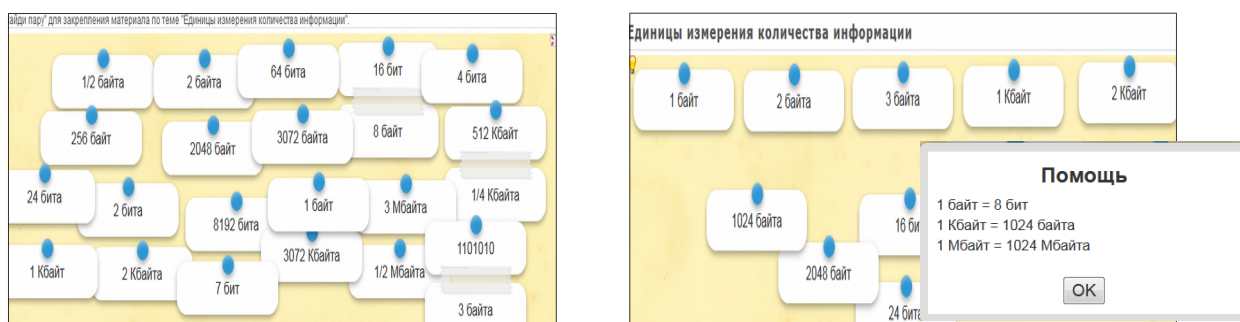 айди пару" для закрепления материала по теме "Единицы измерения количества информации".
1/2 байта
2 байта
64 бита
16 бит
4 бита
256 байт
2048 байт
3072 байта
8 байт
512 Кбайт
24 бита
2 бита
8192 бита
1 байт
3 Мбайта
1/4 Кбайта
1 Кбайт
2 Кбайта
7 бит
3072 Кбайта
1/2 Мбайта
1101010
3 байта
Единицы измерения количества информации
1 байт
2 байта
3 байта
1 Кбайт
2 Кбайт
1024 байта
16 би
2048 байт
24 бита
Помощь
1 байт = 8 бит
1 Кбайт = 1024 байта
1 Мбайт = 1024 Мбайта
OK